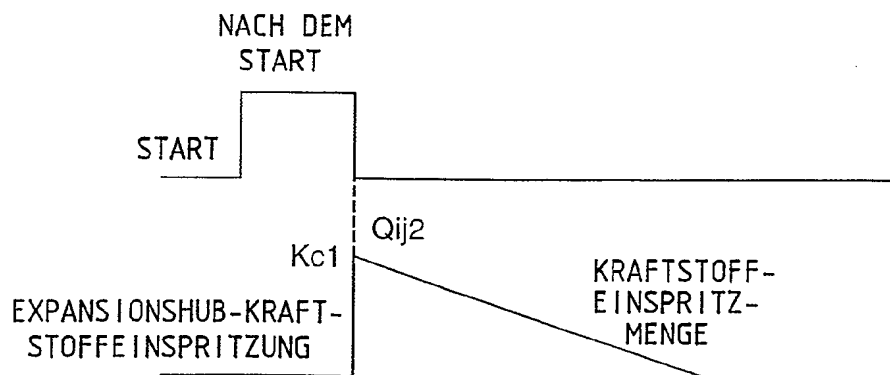 NACH DEM
START
START
Qij2
Kc1
KRAFTSTOFF-
EINSPRITZ-
MENGE
EXPANSIONSHUB-KRAFT-
STOFFEINSPRITZUNG